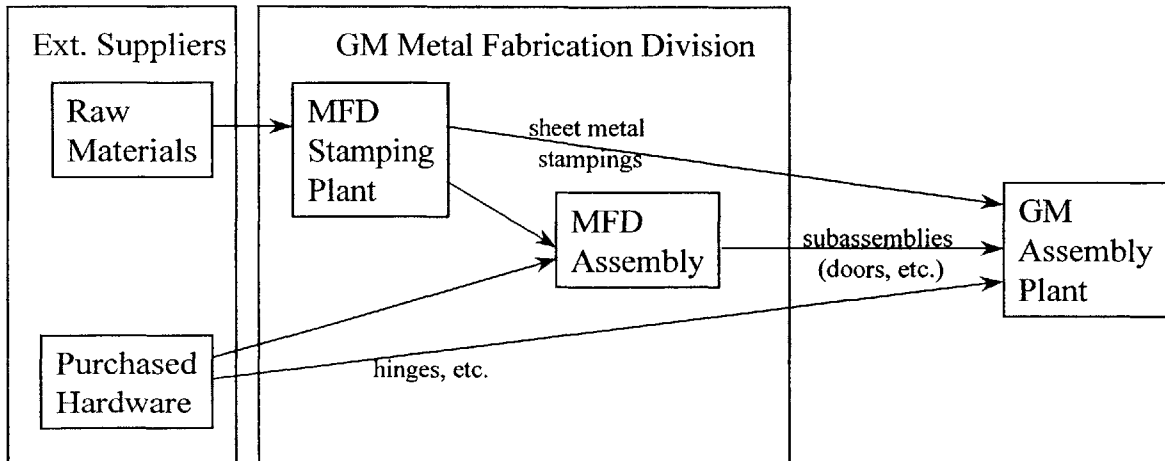 Ext. Suppliers
GM Metal Fabrication Division
Raw
Materials
MFD
Stamping
Plant
sheet metal
stampings
MFD
Assembly
subassemblies
(doors, etc.)
GM
Assembly
Plant
Purchased
Hardware
hinges, etc.